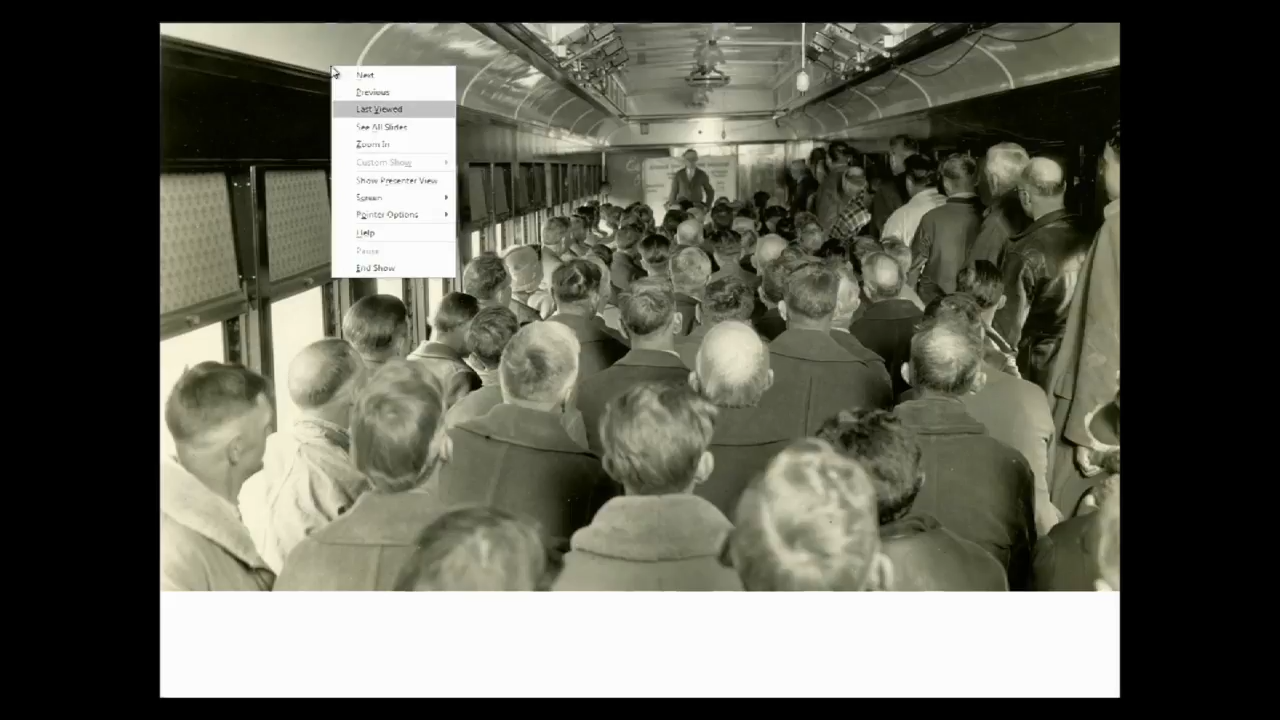 Next
Previous
Last Viewed
See All Slides
Zoom In
Custom Show
Show Presenter View
Screen
Pointer Options
Help
Pause
End Show